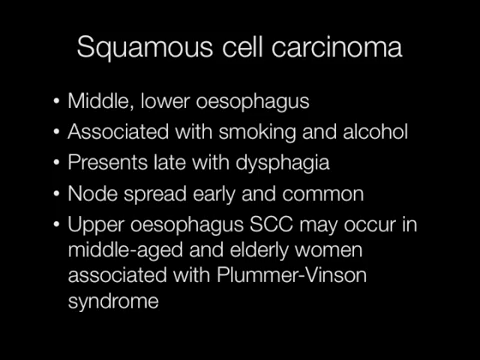 Squamous cell carcinoma
• Middle, lower oesophagus
• Associated with smoking and alcohol
• Presents late with dysphagia
• Node spread early and common
• Upper oesophagus SCC may occur in
middle-aged and elderly women
associated with Plummer-Vinson
syndrome